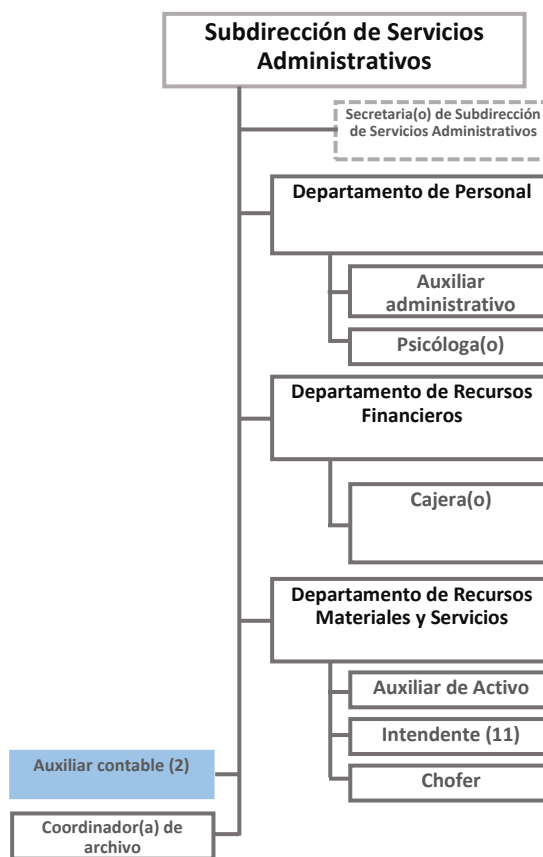 Subdirección de Servicios
Administrativos
Secretaria(o) de Subdirección
de Servicios Administrativos
Departamento de Personal
Auxiliar
administrativo
Psicóloga(o)
Departamento de Recursos
Financieros
Cajera(o)
Departamento de Recursos
Materiales y Servicios
Auxiliar de Activo
Intendente (11)
Chofer
Auxiliar contable (2)
Coordinador(a) de
archivo